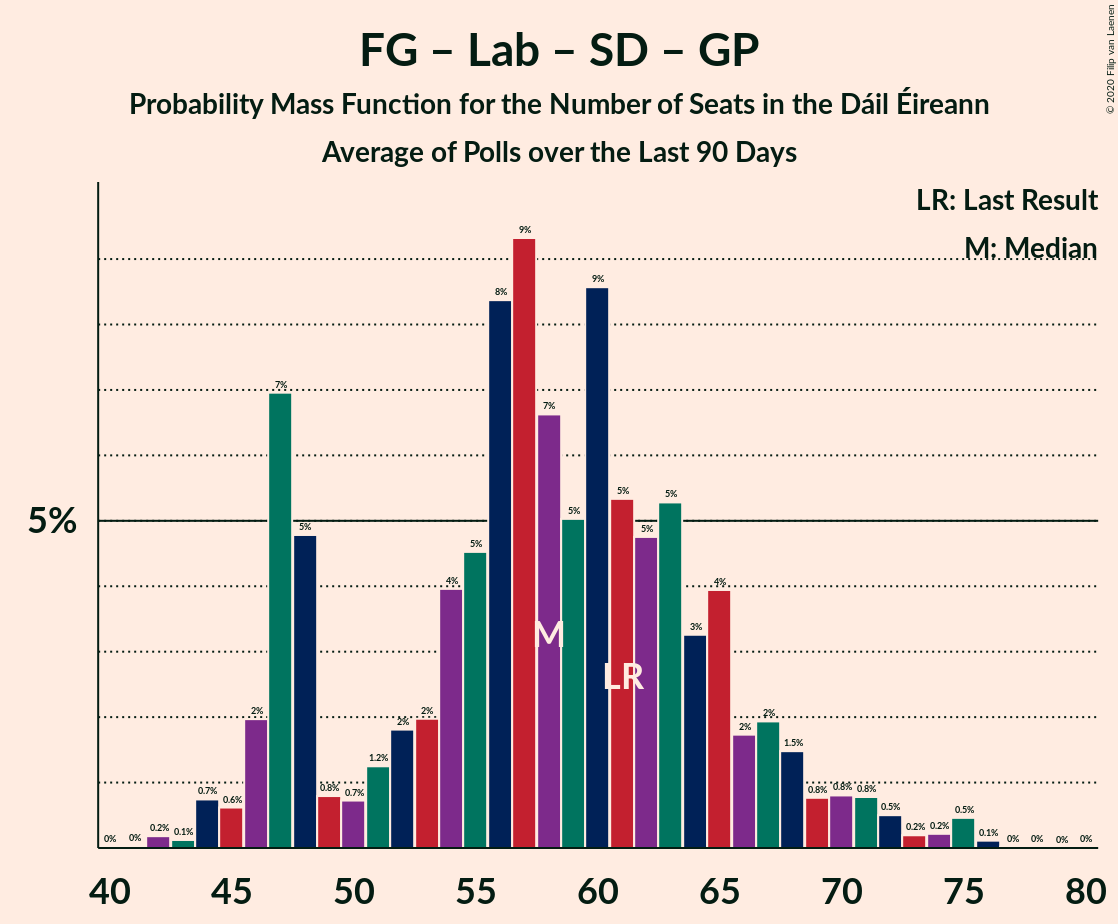 FG – Lab – SD – GP
Probability Mass Function for the Number of Seats in the Dáil Éireann
Average of Polls over the Last 90 Days
© 2020 Filip van Laenen
LR: Last Result
M: Median
5%
0% 0% 0.2% 0.1% 0.7% 0.6% 2% 7% 5% 0.8% 0.7% 1.2% 2% 2% 4% 5% 8% 9% 7% 5% 9% 5% 5% 5% 3% 4% 2% 2% 1.5% 0.8% 0.8% 0.8% 0.5% 0.2% 0.2% 0.5% 0.1% 0% 0% 0% 0%
M
LR
40 45 50 55 60 65 70 75 80